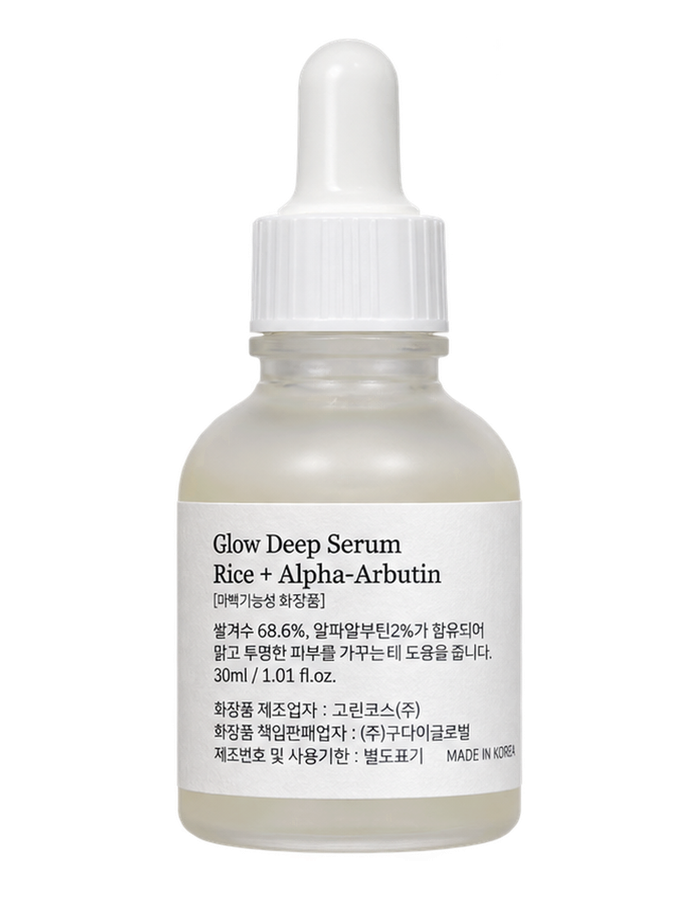 Glow Deep Serum
Rice + Alpha-Arbutin
[마백기능성 화장품]
쌀겨수 68.6%, 알파알부틴2%가 함유되어
맑고 투명한 피부를 가꾸는테 도융을 줍니다.
30ml / 1.01 fl.oz.
화장품 제조업자 : 고린코스(주)
화장품 책임판패업자 : (주)구다이글로벌
제조번호 및 사용기한 : 별도표기 MADE IN KOREA